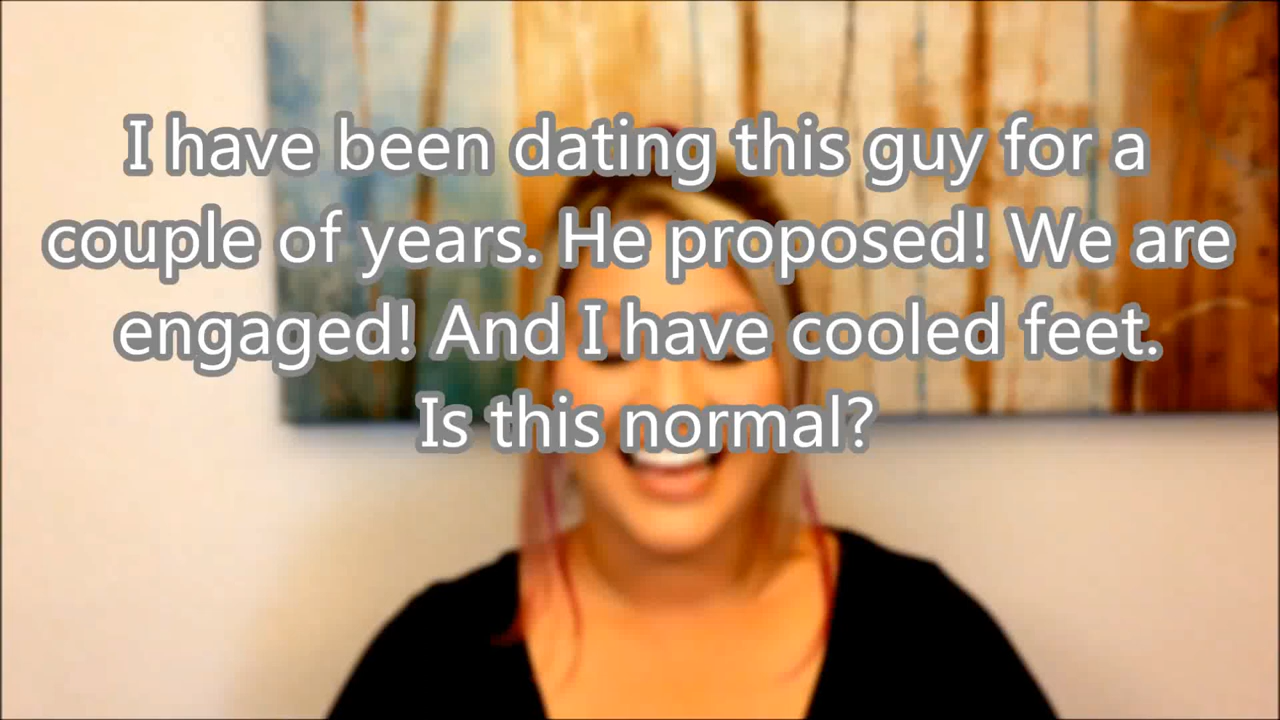 I have been dating this guy for a
couple of years. He proposed! We are
engaged! And I have cooled feet.
Is this normal?